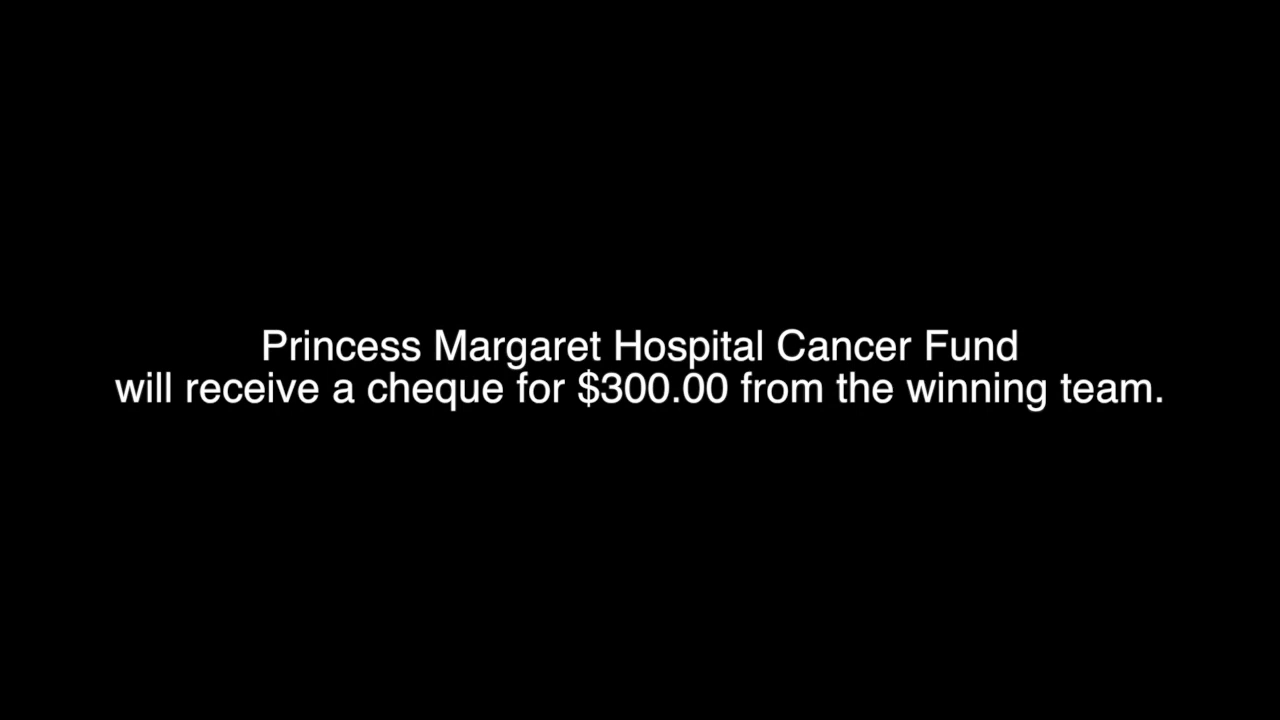 Princess Margaret Hospital Cancer Fund
will receive a cheque for $300.00 from the winning team.